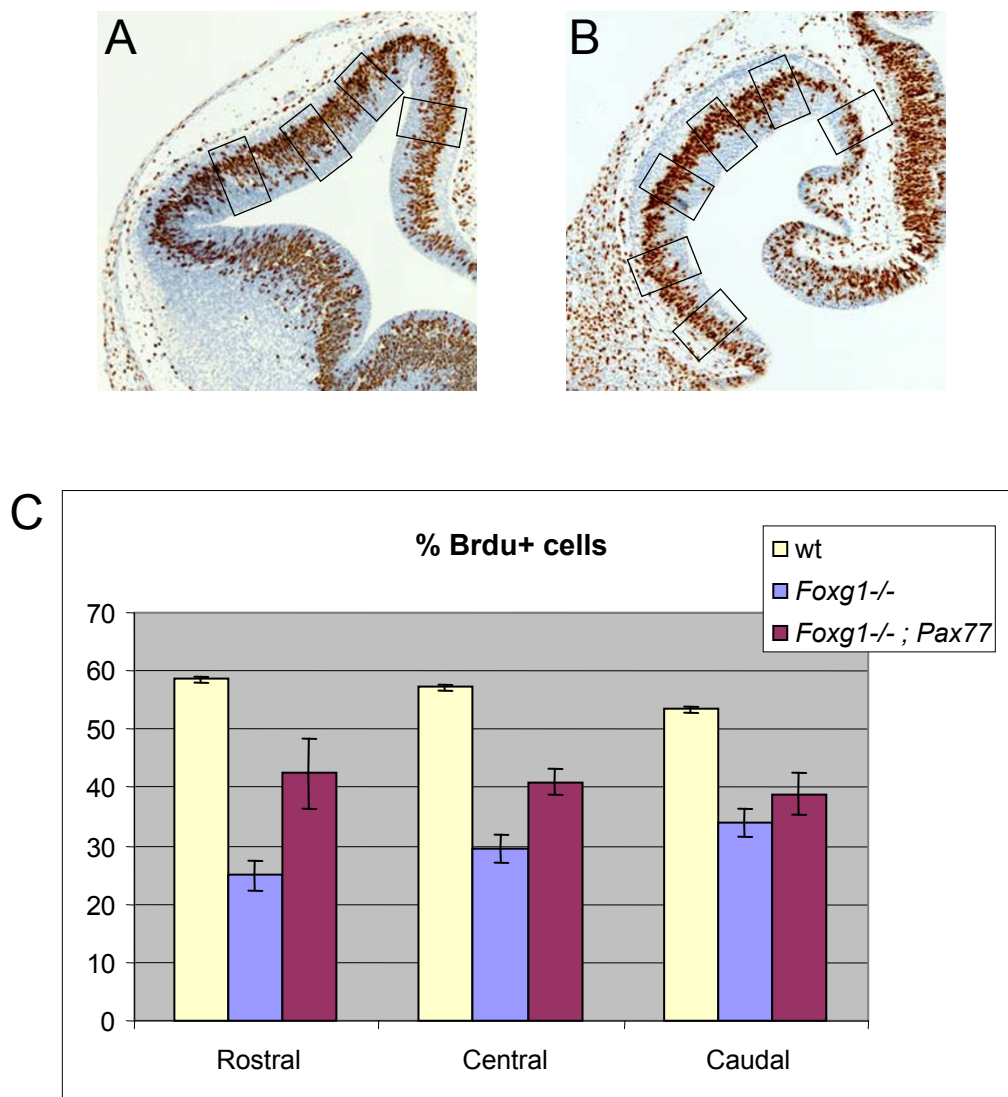 A
B
C
% Brdu+ cells
wt
Foxg1-/-
Foxg1-/- ; Pax77
70
60
50
40
30
20
10
0
Rostral
Central
Caudal